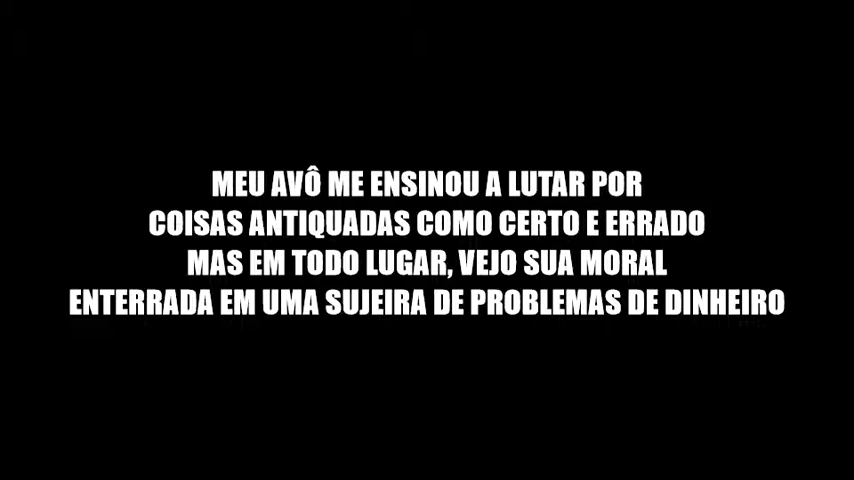 MEU AVÔ ME ENSINOU A LUTAR POR
COISAS ANTIQUADAS COMO CERTO E ERRADO
MAS EM TODO LUGAR, VEJO SUA MORAL
ENTERRADA EM UMA SUJEIRA DE PROBLEMAS DE DINHEIRO